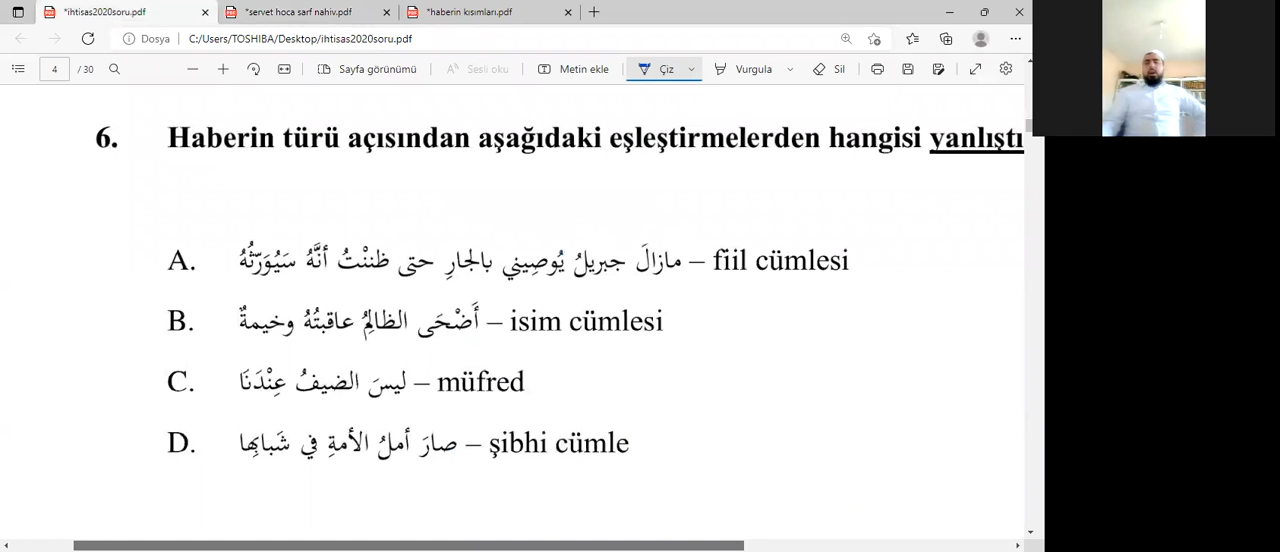 *ihtisas2020soru.pdf
*servet hoca sarf nahiv.pdf
*haberin kısımları.pdf
Dosya | C:/Users/TOSHIBA/Desktop/ihtisas2020soru.pdf
4 / 30 Sayfa görünümü Sesli oku Metin ekle Çiz Vurgula Sil
6. Haberin türü açısından aşağıdaki eşleştirmelerden hangisi yanlıştı
A. مازالَ جبريلُ يُوصِيني بالجارِ حتى ظننْتُ أنَّهُ سَيُوَرّثُهُ – fiil cümlesi
B. أَضْحَى الظالِمُ عاقبتُهُ وخيمةٌ – isim cümlesi
C. ليسَ الضيفُ عِنْدَنَا – müfred
D. صارَ أملُ الأمةِ في شَبابِها – şibhi cümle